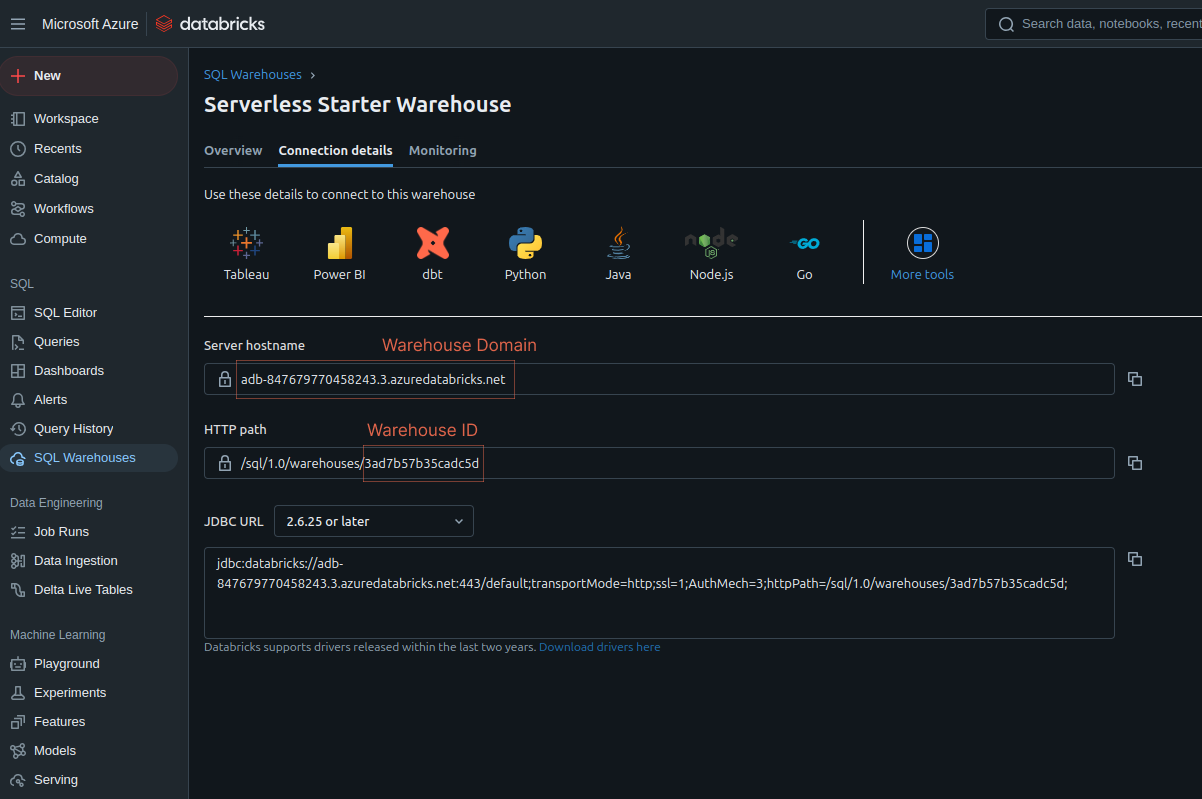 Microsoft Azure databricks
Search data, notebooks, recent
New
Workspace
Recents
Catalog
Workflows
Compute
SQL
SQL Editor
Queries
Dashboards
Alerts
Query History
SQL Warehouses
Data Engineering
Job Runs
Data Ingestion
Delta Live Tables
Machine Learning
Playground
Experiments
Features
Models
Serving
SQL Warehouses ›
Serverless Starter Warehouse
Overview Connection details Monitoring
Use these details to connect to this warehouse
Tableau Power BI dbt Python Java Node.js Go More tools
Server hostname Warehouse Domain
adb-847679770458243.3.azuredatabricks.net
HTTP path Warehouse ID
/sql/1.0/warehouses/3ad7b57b35cadc5d
JDBC URL 2.6.25 or later
jdbc:databricks://adb-
847679770458243.3.azuredatabricks.net:443/default;transportMode=http;ssl=1;AuthMech=3;httpPath=/sql/1.0/warehouses/3ad7b57b35cadc5d;
Databricks supports drivers released within the last two years. Download drivers here